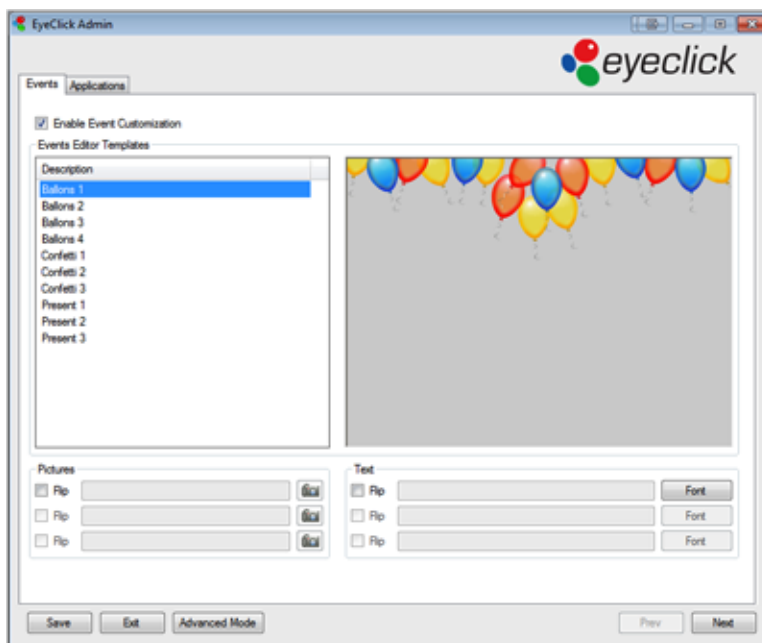 EyeClick Admin
eyeclick
Events Applications
Enable Event Customization
Events Editor Templates
Description
Ballons 1
Ballons 2
Ballons 3
Ballons 4
Confetti 1
Confetti 2
Confetti 3
Present 1
Present 2
Present 3
Pictures Text
Flip Flip Font
Flip Flip Font
Flip Flip Font
Save Exit Advanced Mode Prev Next